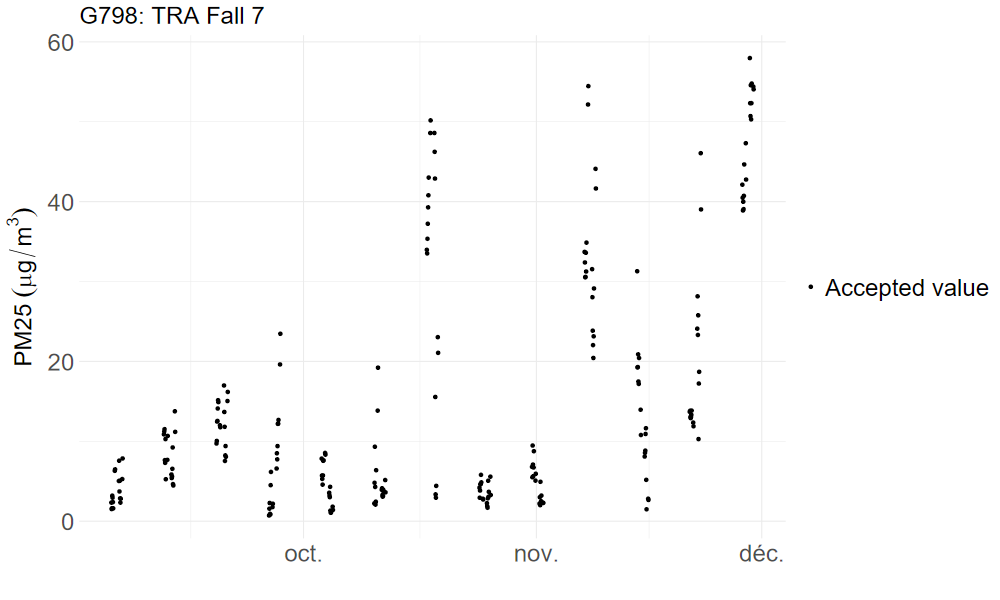 G798: TRA Fall 7
60
40
20
0
PM25 (μg/m³)
oct.
nov.
déc.
Accepted value